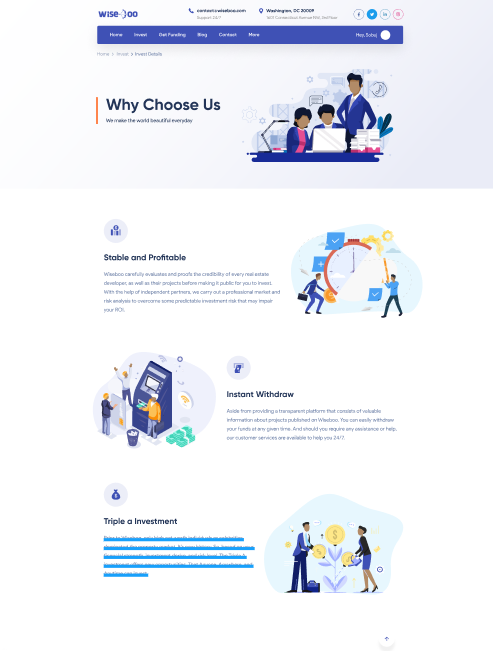 wise
contact@wiseboo.com
Support 24/7
Washington, DC 20009
1601 Connecticut Avenue NW, 3rd Floor
Home Invest Get Funding Blog Contact More
Hey, Babaj
Home > Invest > Invest Details
Why Choose Us
We make the world beautiful everyday
Stable and Profitable
Wiseboo carefully evaluates and proofs the credibility of every real estate
developer, as well as their projects before making it public for you to invest.
With the help of independent partners, we carry out a professional market and
risk analysis to overcome some predictable investment risk that may impair
your ROI.
Instant Withdraw
Aside from providing a transparent platform that consists of valuable
information about projects published on Wiseboo. You can easily withdraw
your funds at any given time. And should you require any assistance or help,
our customer services are available to help you 24/7.
Triple a Investment